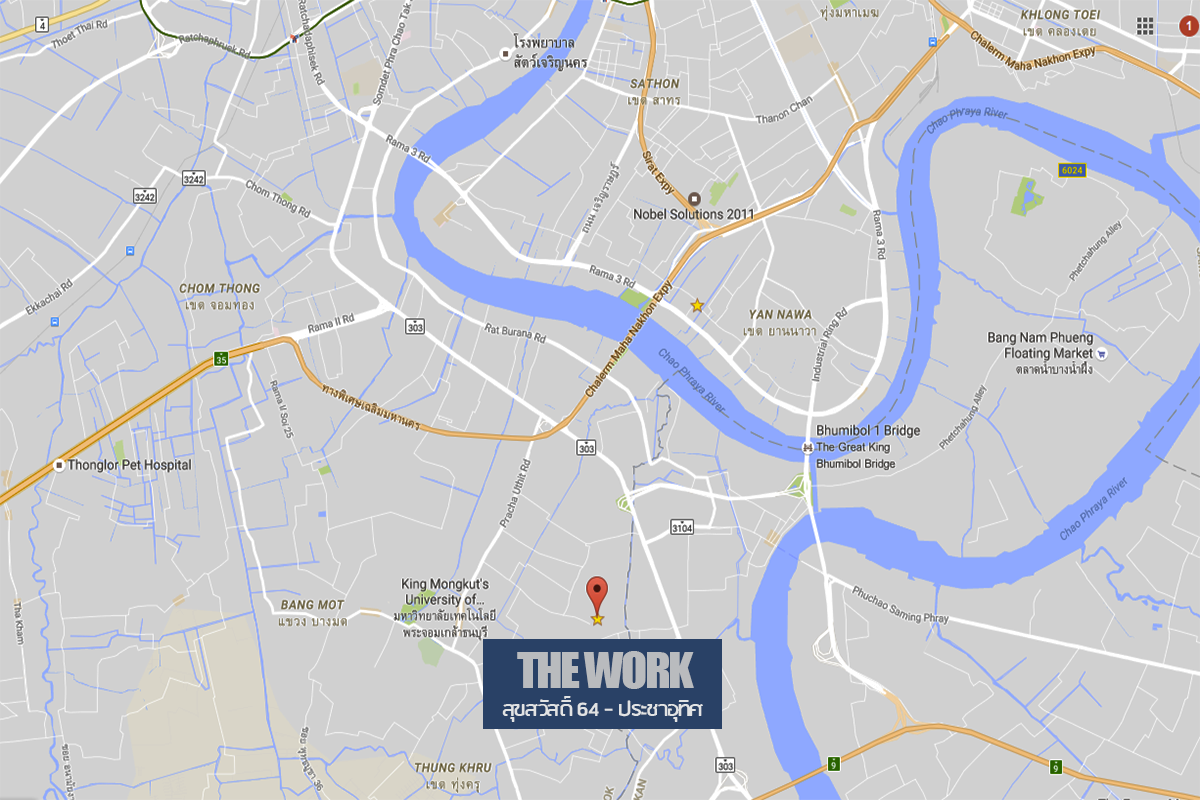 4
Thoet Thai Rd
Ratchaphruek Rd
Ratchadaphisek Rd
Somdet Phra Chao Tak
โรงพยาบาล
สัตว์เจริญนคร
ทุ่งมหาเมฆ
KHLONG TOEI
เขต คลองเตย
1
Chalerm Maha Nakhon Expy
SATHON
เขต สาทร
Thanon Chan
Chao Phraya River
Rama 3 Rd
Sirat Expy
6024
3242
3242
Chom Thong Rd
ถนน เจริญราษฎร์
Nobel Solutions 2011
Rama 3 Rd
Phetchahung Alley
Ekkachai Rd
CHOM THONG
เขต จอมทอง
Rama 3 Rd
Chalerm Maha Nakhon Expy
YAN NAWA
เขต ยานนาวา
Industrial Ring Rd
Rama II Rd
303
Rat Burana Rd
Bang Nam Phueng
Floating Market
ตลาดน้ำบางน้ำผึ้ง
35
Chao Phraya River
ทางพิเศษเฉลิมมหานคร
Rama II Soi 25
Phetchahung Alley
Bhumibol 1 Bridge
The Great King
Bhumibol Bridge
303
Thonglor Pet Hospital
Pracha Uthit Rd
3104
Chao Phraya River
King Mongkut's
University of...
มหาวิทยาลัยเทคโนโลยี
พระจอมเกล้าธนบุรี
Phuchao Saming Phray
BANG MOT
แขวง บางมด
Tha Kham
THE WORK
สุขสวัสดิ์ 64 - ประชาอุทิศ
THUNG KHRU
เขต ทุ่งครุ
303
9
9